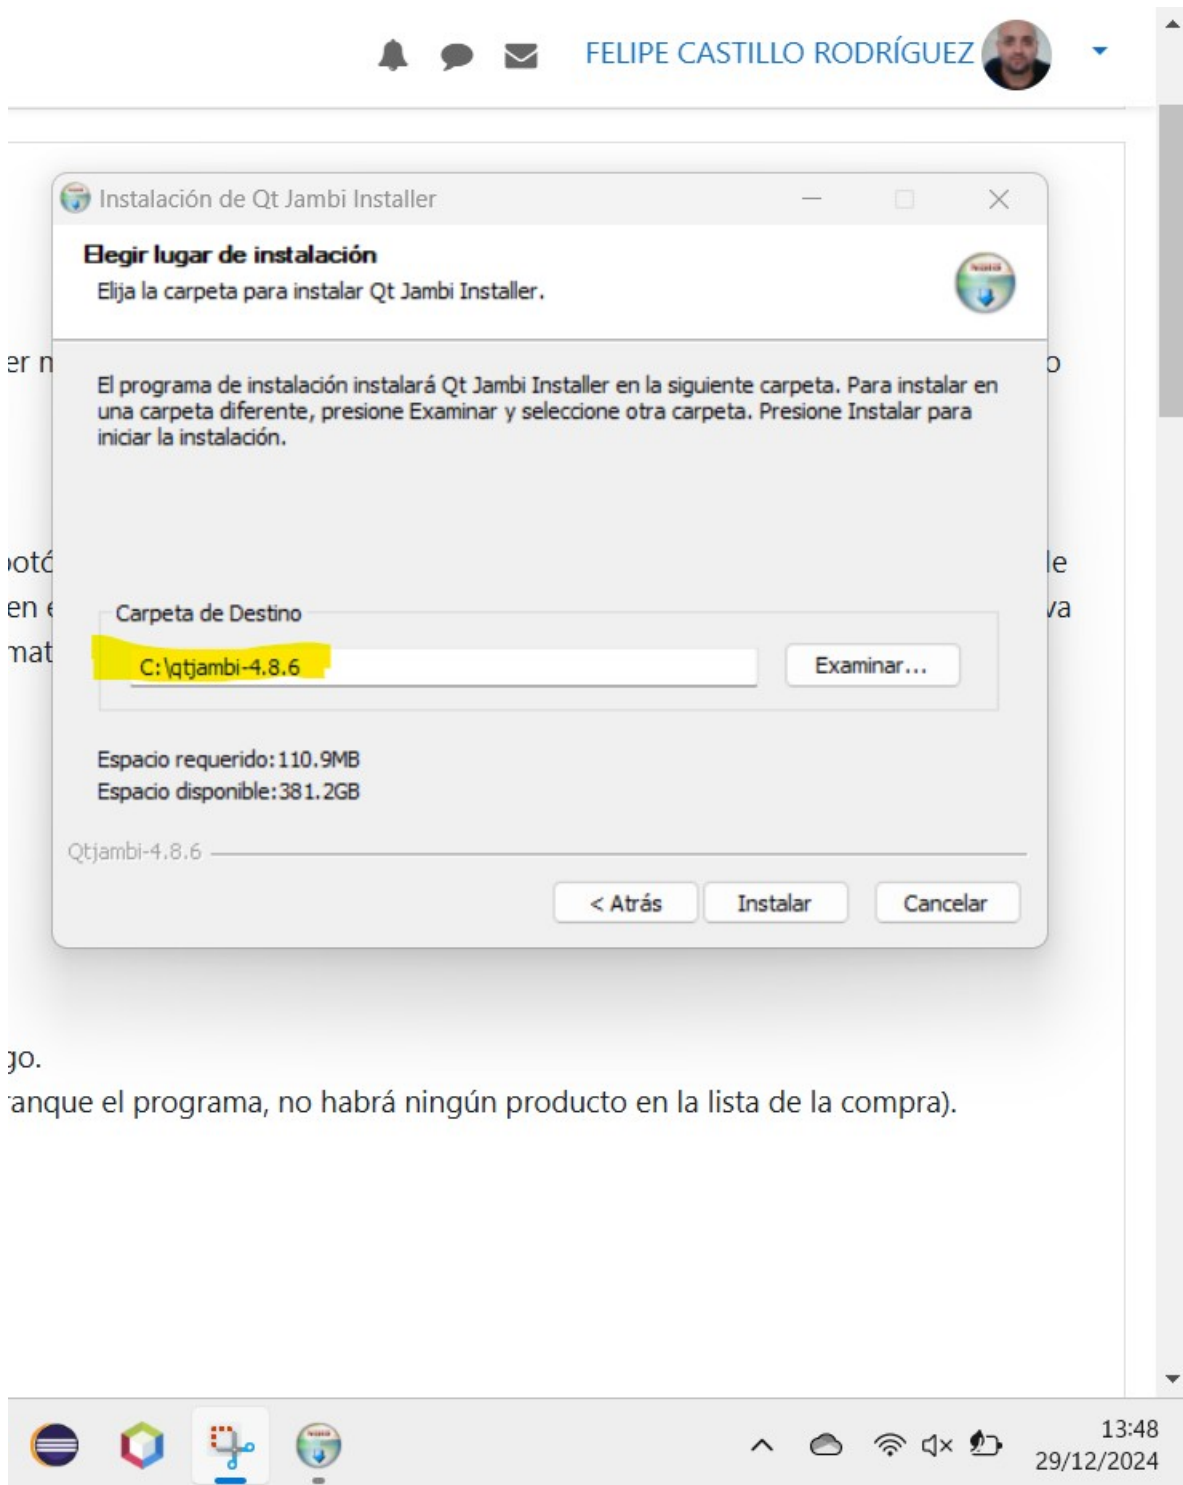 FELIPE CASTILLO RODRÍGUEZ
Instalación de Qt Jambi Installer
Elegir lugar de instalación
Elija la carpeta para instalar Qt Jambi Installer.
El programa de instalación instalará Qt Jambi Installer en la siguiente carpeta. Para instalar en
una carpeta diferente, presione Examinar y seleccione otra carpeta. Presione Instalar para
iniciar la instalación.
en
va
Carpeta de Destino
C:\qtjambi-4.8.6
Examinar...
Espacio requerido:110.9MB
Espacio disponible:381.2GB
Qtjambi-4.8.6
< Atrás
Instalar
Cancelar
go.
anque el programa, no habrá ningún producto en la lista de la compra).
13:48
29/12/2024